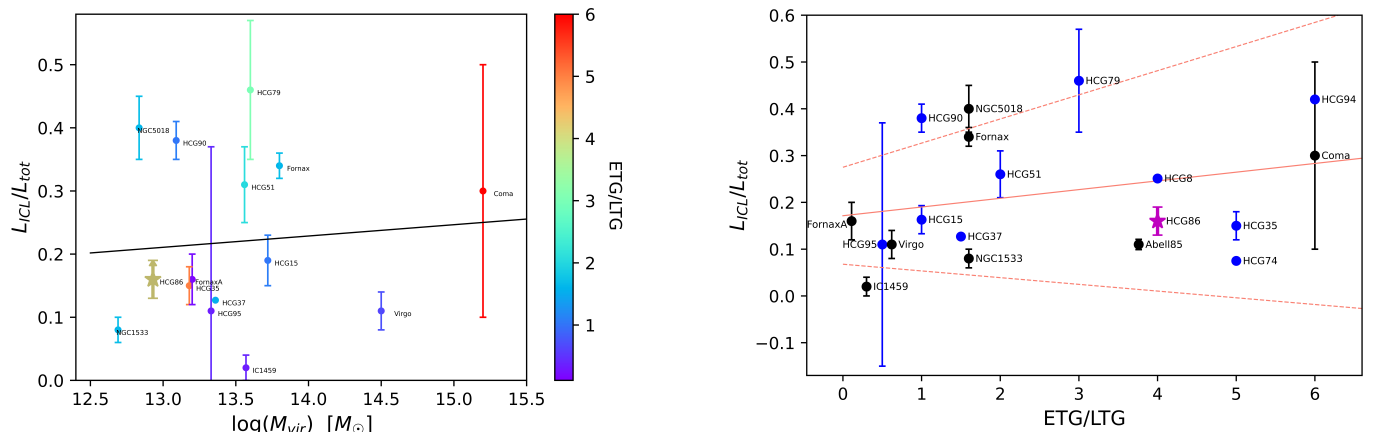 0.5
0.4
0.3
0.2
0.1
0.0
L_ICL/L_tot
HCG79
NGC5018
HCG90
Fornax
HCG51
Coma
HCG15
HCG86
FornaxA
HCG35
HCG37
HCG95
Virgo
NGC1533
IC1459
12.5 13.0 13.5 14.0 14.5 15.0 15.5
log(M_vir) [M_⊙]
6
5
4
3
2
1
ETG/LTG
0.6
0.5
0.4
0.3
0.2
0.1
0.0
−0.1
L_ICL/L_tot
HCG79
NGC5018
HCG94
HCG90
Fornax
Coma
HCG51
HCG8
HCG15
HCG86
FornaxA
HCG35
HCG37
HCG95
Virgo
Abell85
NGC1533
HCG74
IC1459
0 1 2 3 4 5 6
ETG/LTG